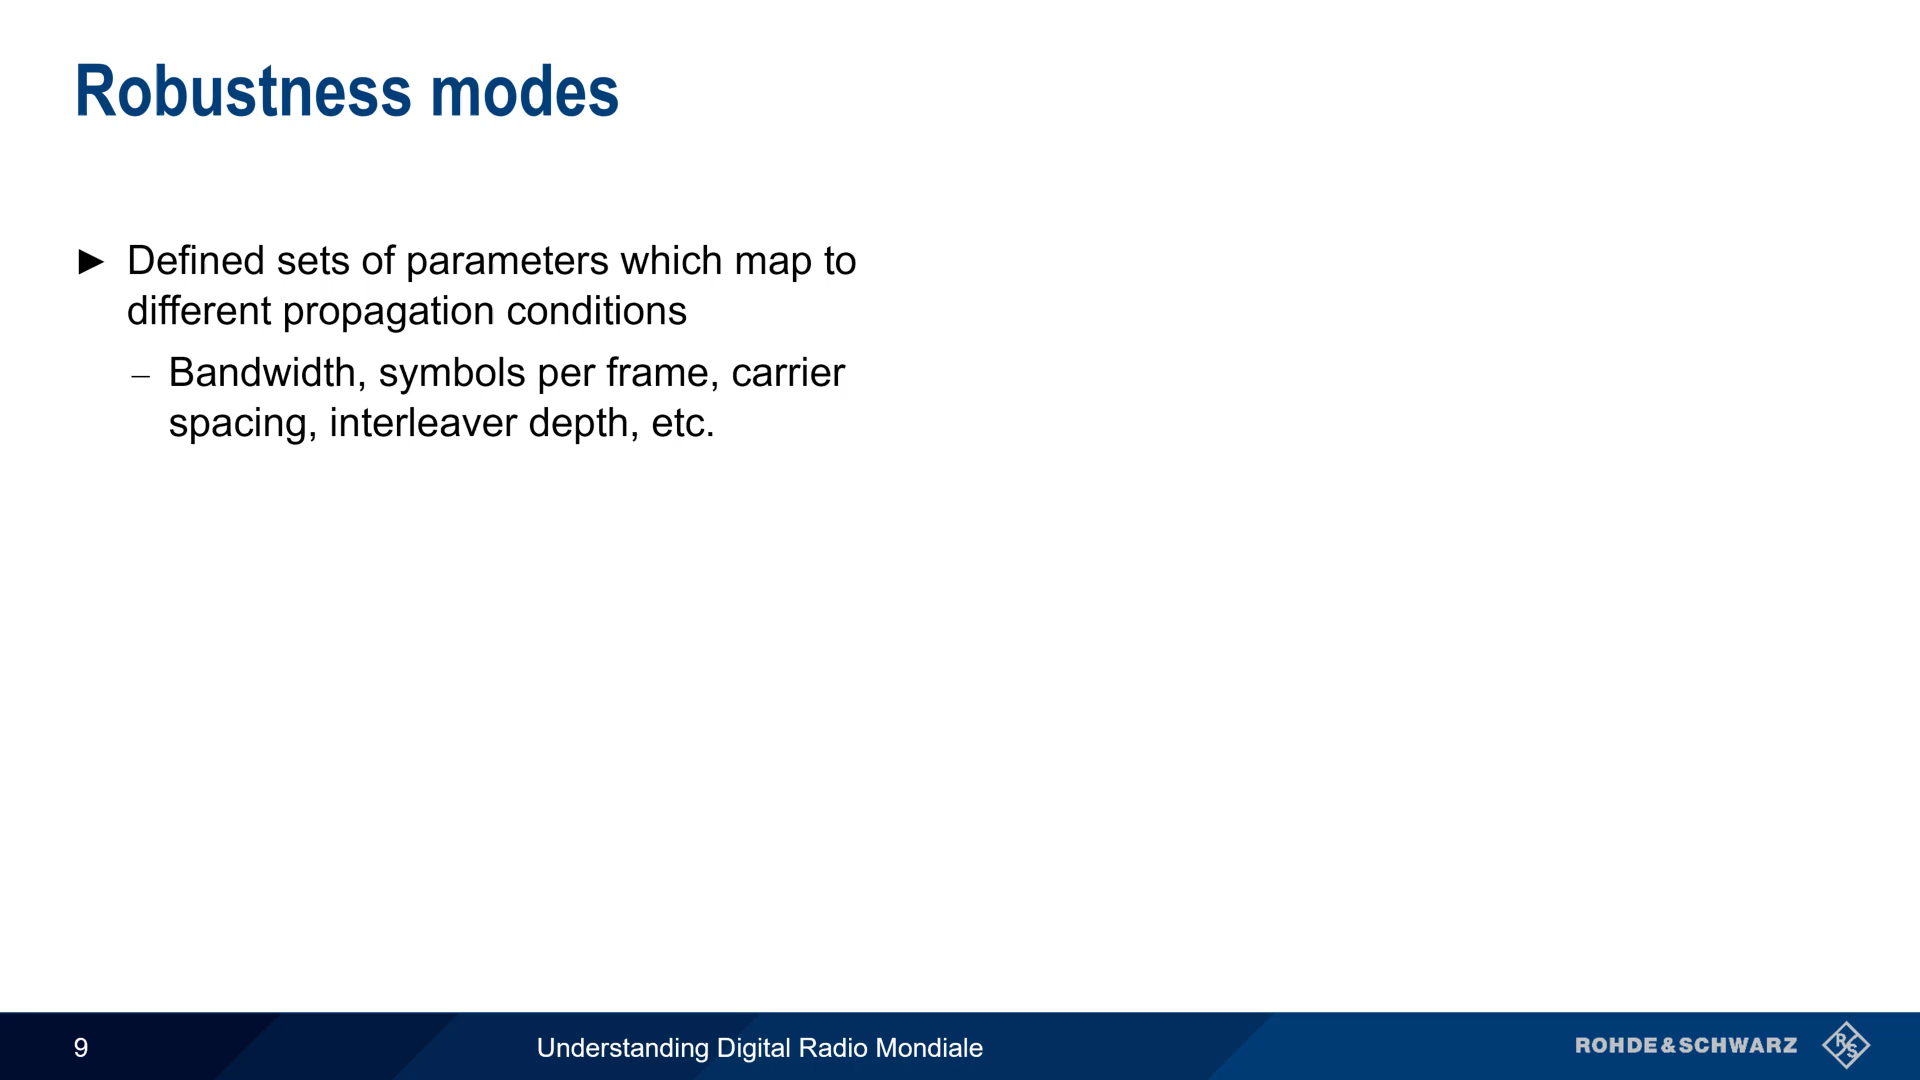 Robustness modes
► Defined sets of parameters which map to
different propagation conditions
– Bandwidth, symbols per frame, carrier
spacing, interleaver depth, etc.
9
Understanding Digital Radio Mondiale
ROHDE&SCHWARZ
R&S